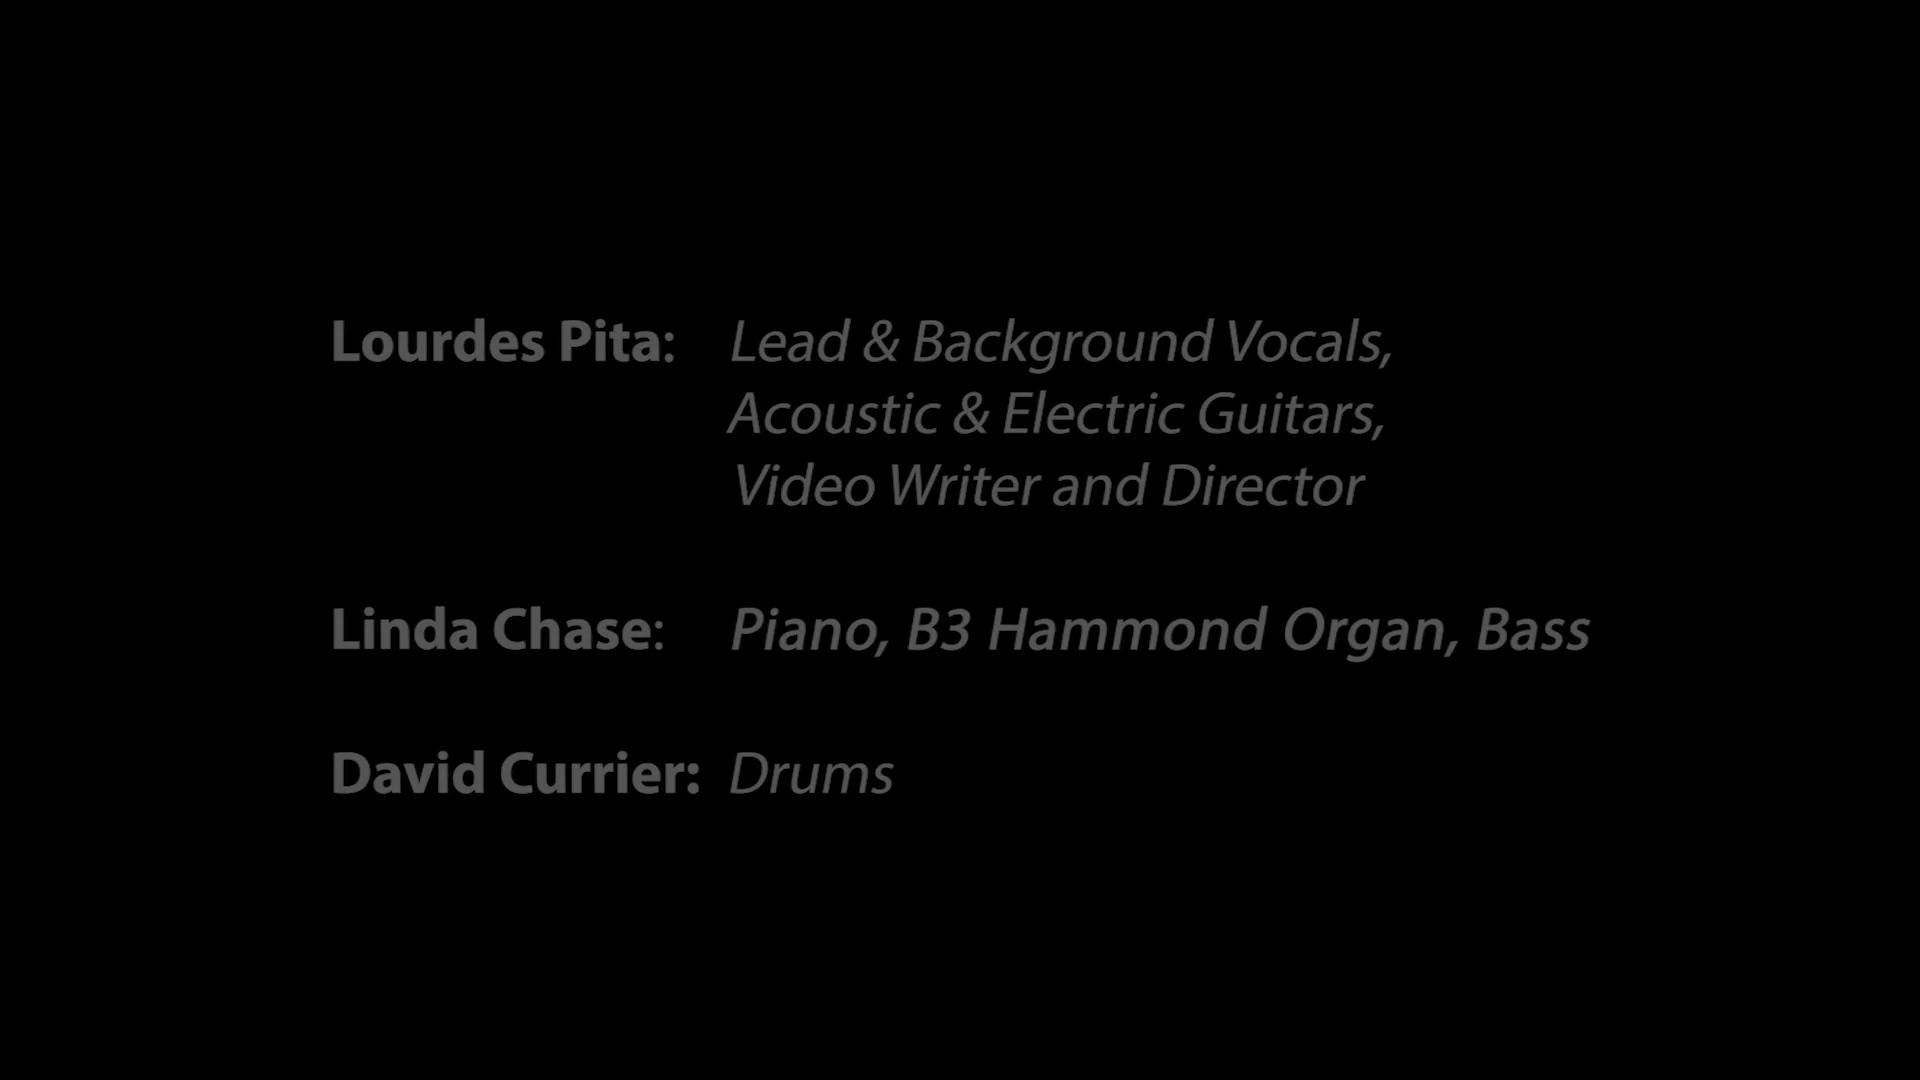 Lourdes Pita: Lead & Background Vocals,
Acoustic & Electric Guitars,
Video Writer and Director
Linda Chase: Piano, B3 Hammond Organ, Bass
David Currier: Drums